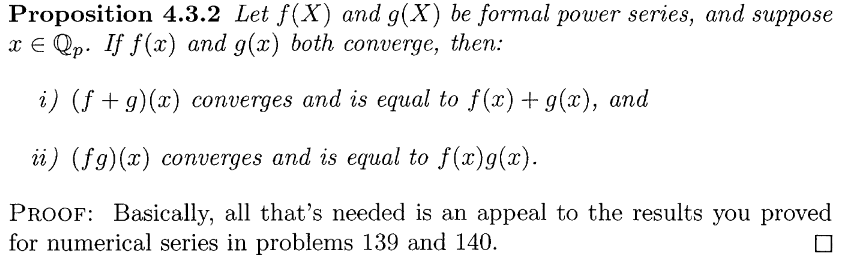 Proposition 4.3.2 Let f(X) and g(X) be formal power series, and suppose
x ∈ ℚₚ. If f(x) and g(x) both converge, then:
i) (f + g)(x) converges and is equal to f(x) + g(x), and
ii) (fg)(x) converges and is equal to f(x)g(x).
PROOF: Basically, all that's needed is an appeal to the results you proved
for numerical series in problems 139 and 140. □